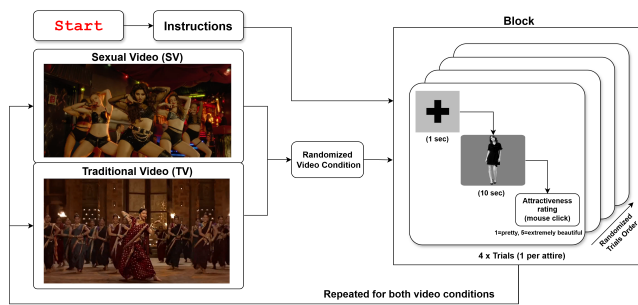 Start
Instructions
Block
Sexual Video (SV)
Traditional Video (TV)
Randomized
Video Condition
(1 sec)
(10 sec)
Attractiveness
rating
(mouse click)
1=pretty, 5=extremely beautiful
Randomized
Trials Order
4 x Trials (1 per attire)
Repeated for both video conditions